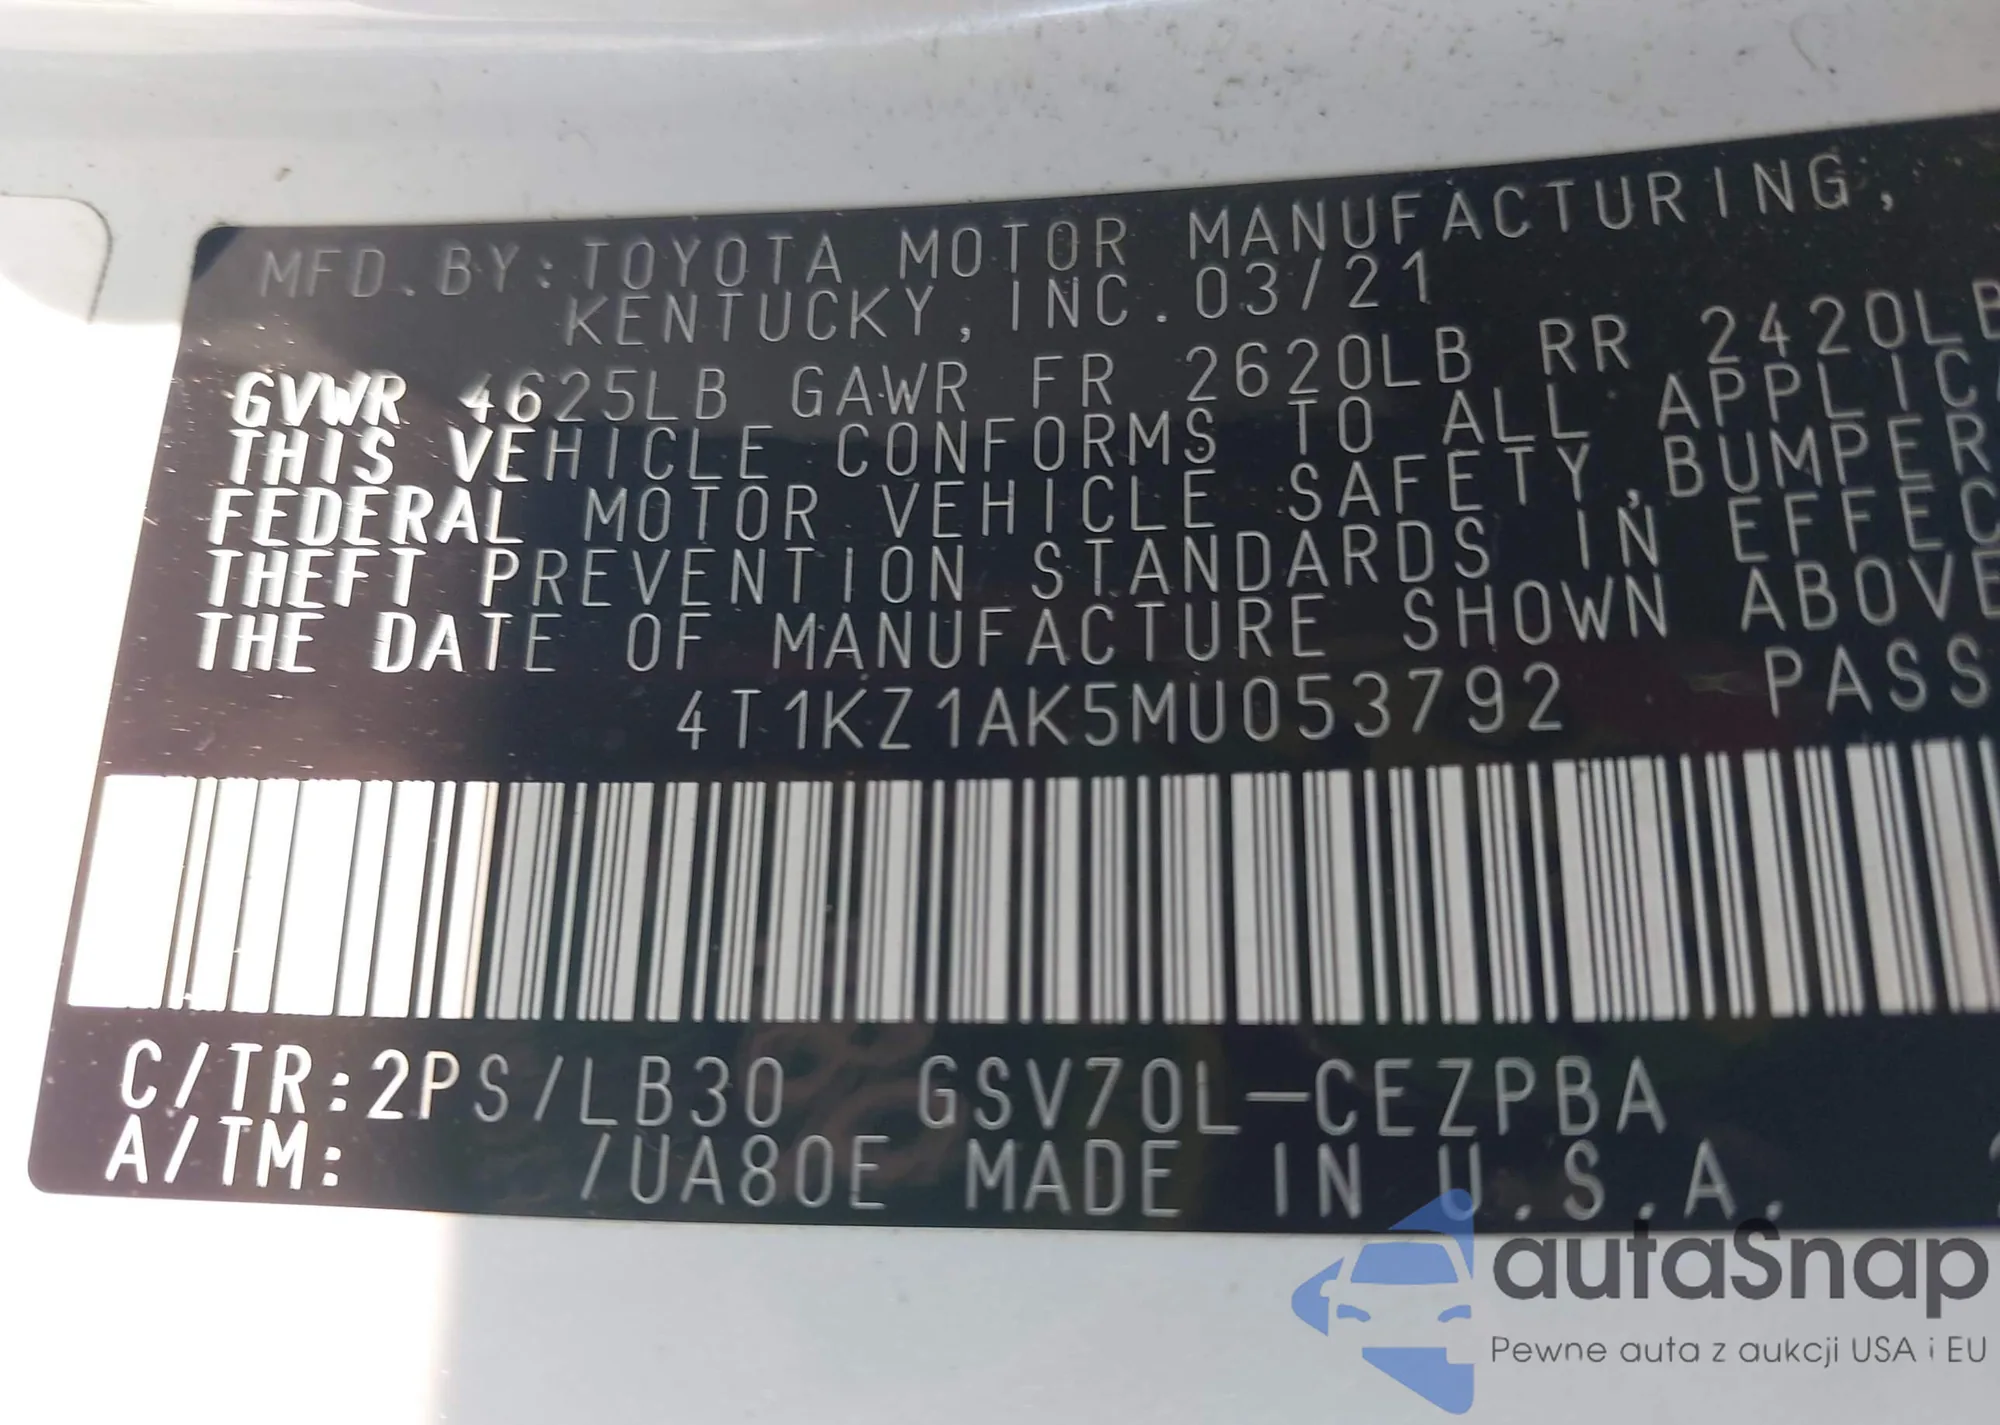 MFD.BY:TOYOTA MOTOR MANUFACTURING,
KENTUCKY, INC. 03/21
GVWR 4625LB GAWR FR 2620LB RR 2420LB
THIS VEHICLE CONFORMS TO ALL APPLICA
FEDERAL MOTOR VEHICLE SAFETY,BUMPER
THEFT PREVENTION STANDARDS IN EFFEC
THE DATE OF MANUFACTURE SHOWN ABOVE
4T1KZ1AK5MU053792 PASS
C/TR:2PS/LB30 GSV70L-CEZPBA
A/TM: /UA80E MADE IN U.S.A.
autaSnap
Pewne auta z aukcji USA i EU